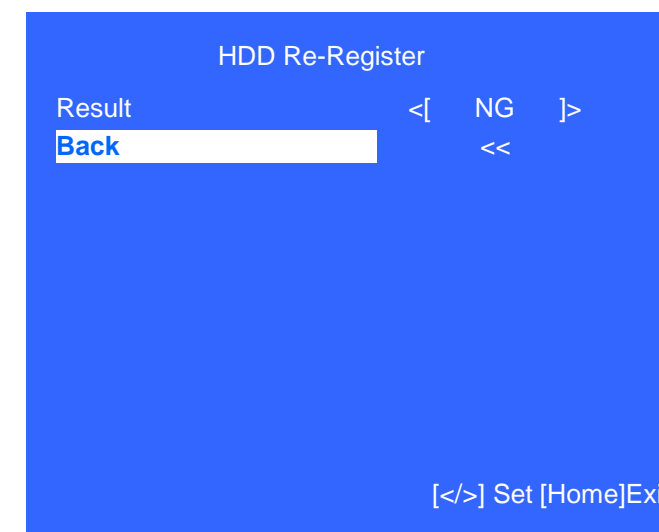 HDD Re-Register
Result <[ NG ]>
Back <<
[</>] Set [Home]Exi